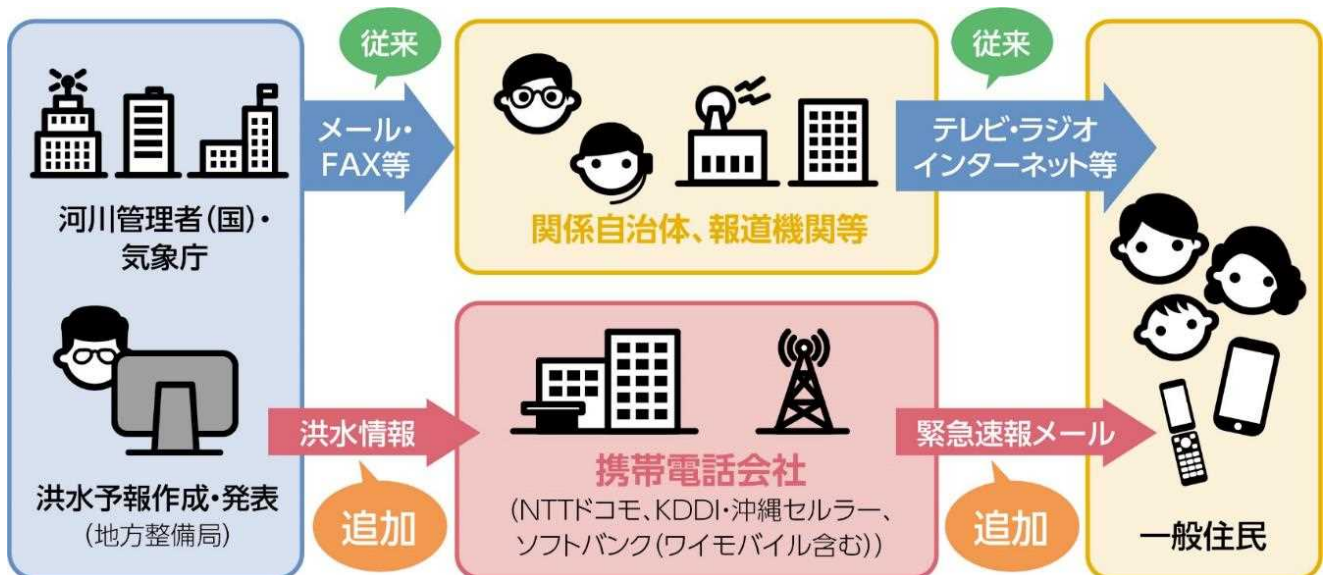 従来
従来
メール・
FAX等
テレビ・ラジオ
インターネット等
河川管理者(国)・
気象庁
関係自治体、報道機関等
洪水情報
緊急速報メール
洪水予報作成・発表
(地方整備局)
追加
携帯電話会社
(NTTドコモ、KDDI・沖縄セルラー、
ソフトバンク(ワイモバイル含む))
追加
一般住民